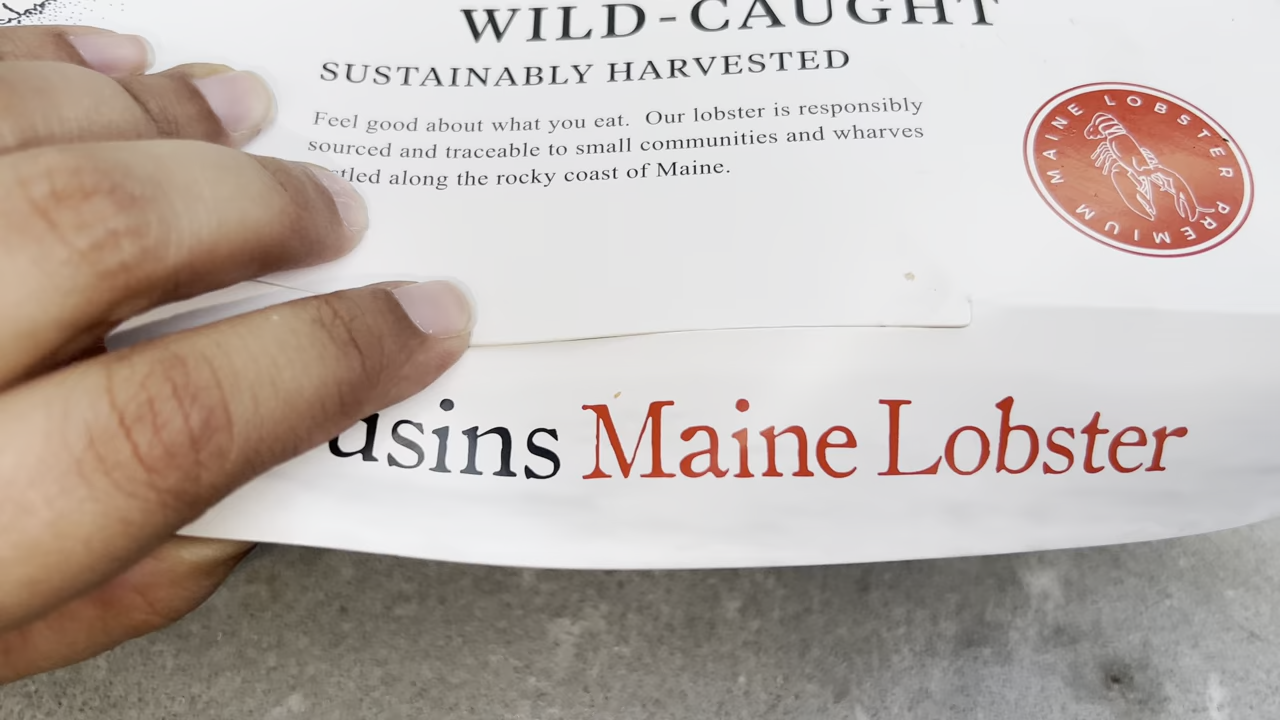 WILD-CAUGHT
SUSTAINABLY HARVESTED
Feel good about what you eat. Our lobster is responsibly
sourced and traceable to small communities and wharves
along the rocky coast of Maine.
MAINE LOBSTER PREMIUM
Maine Lobster